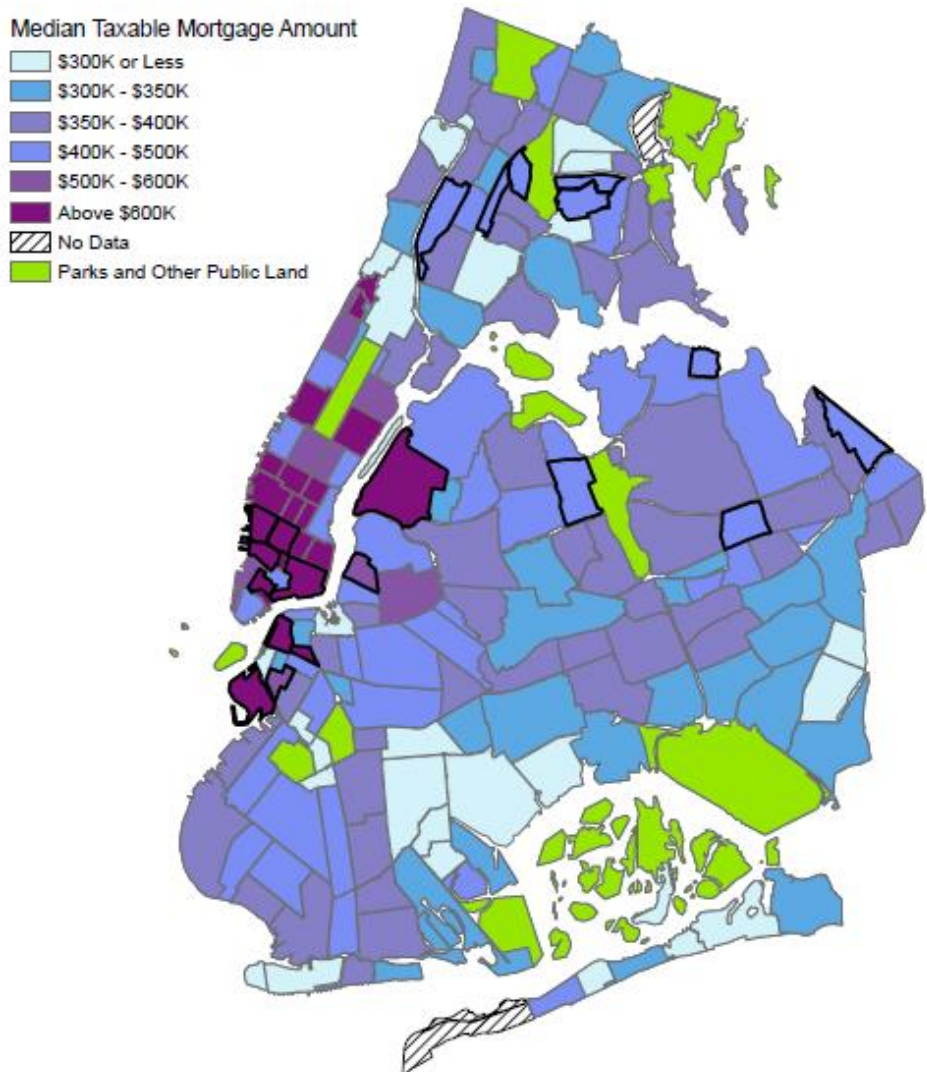 Median Taxable Mortgage Amount
$300K or Less
$300K - $350K
$350K - $400K
$400K - $500K
$500K - $600K
Above $600K
No Data
Parks and Other Public Land